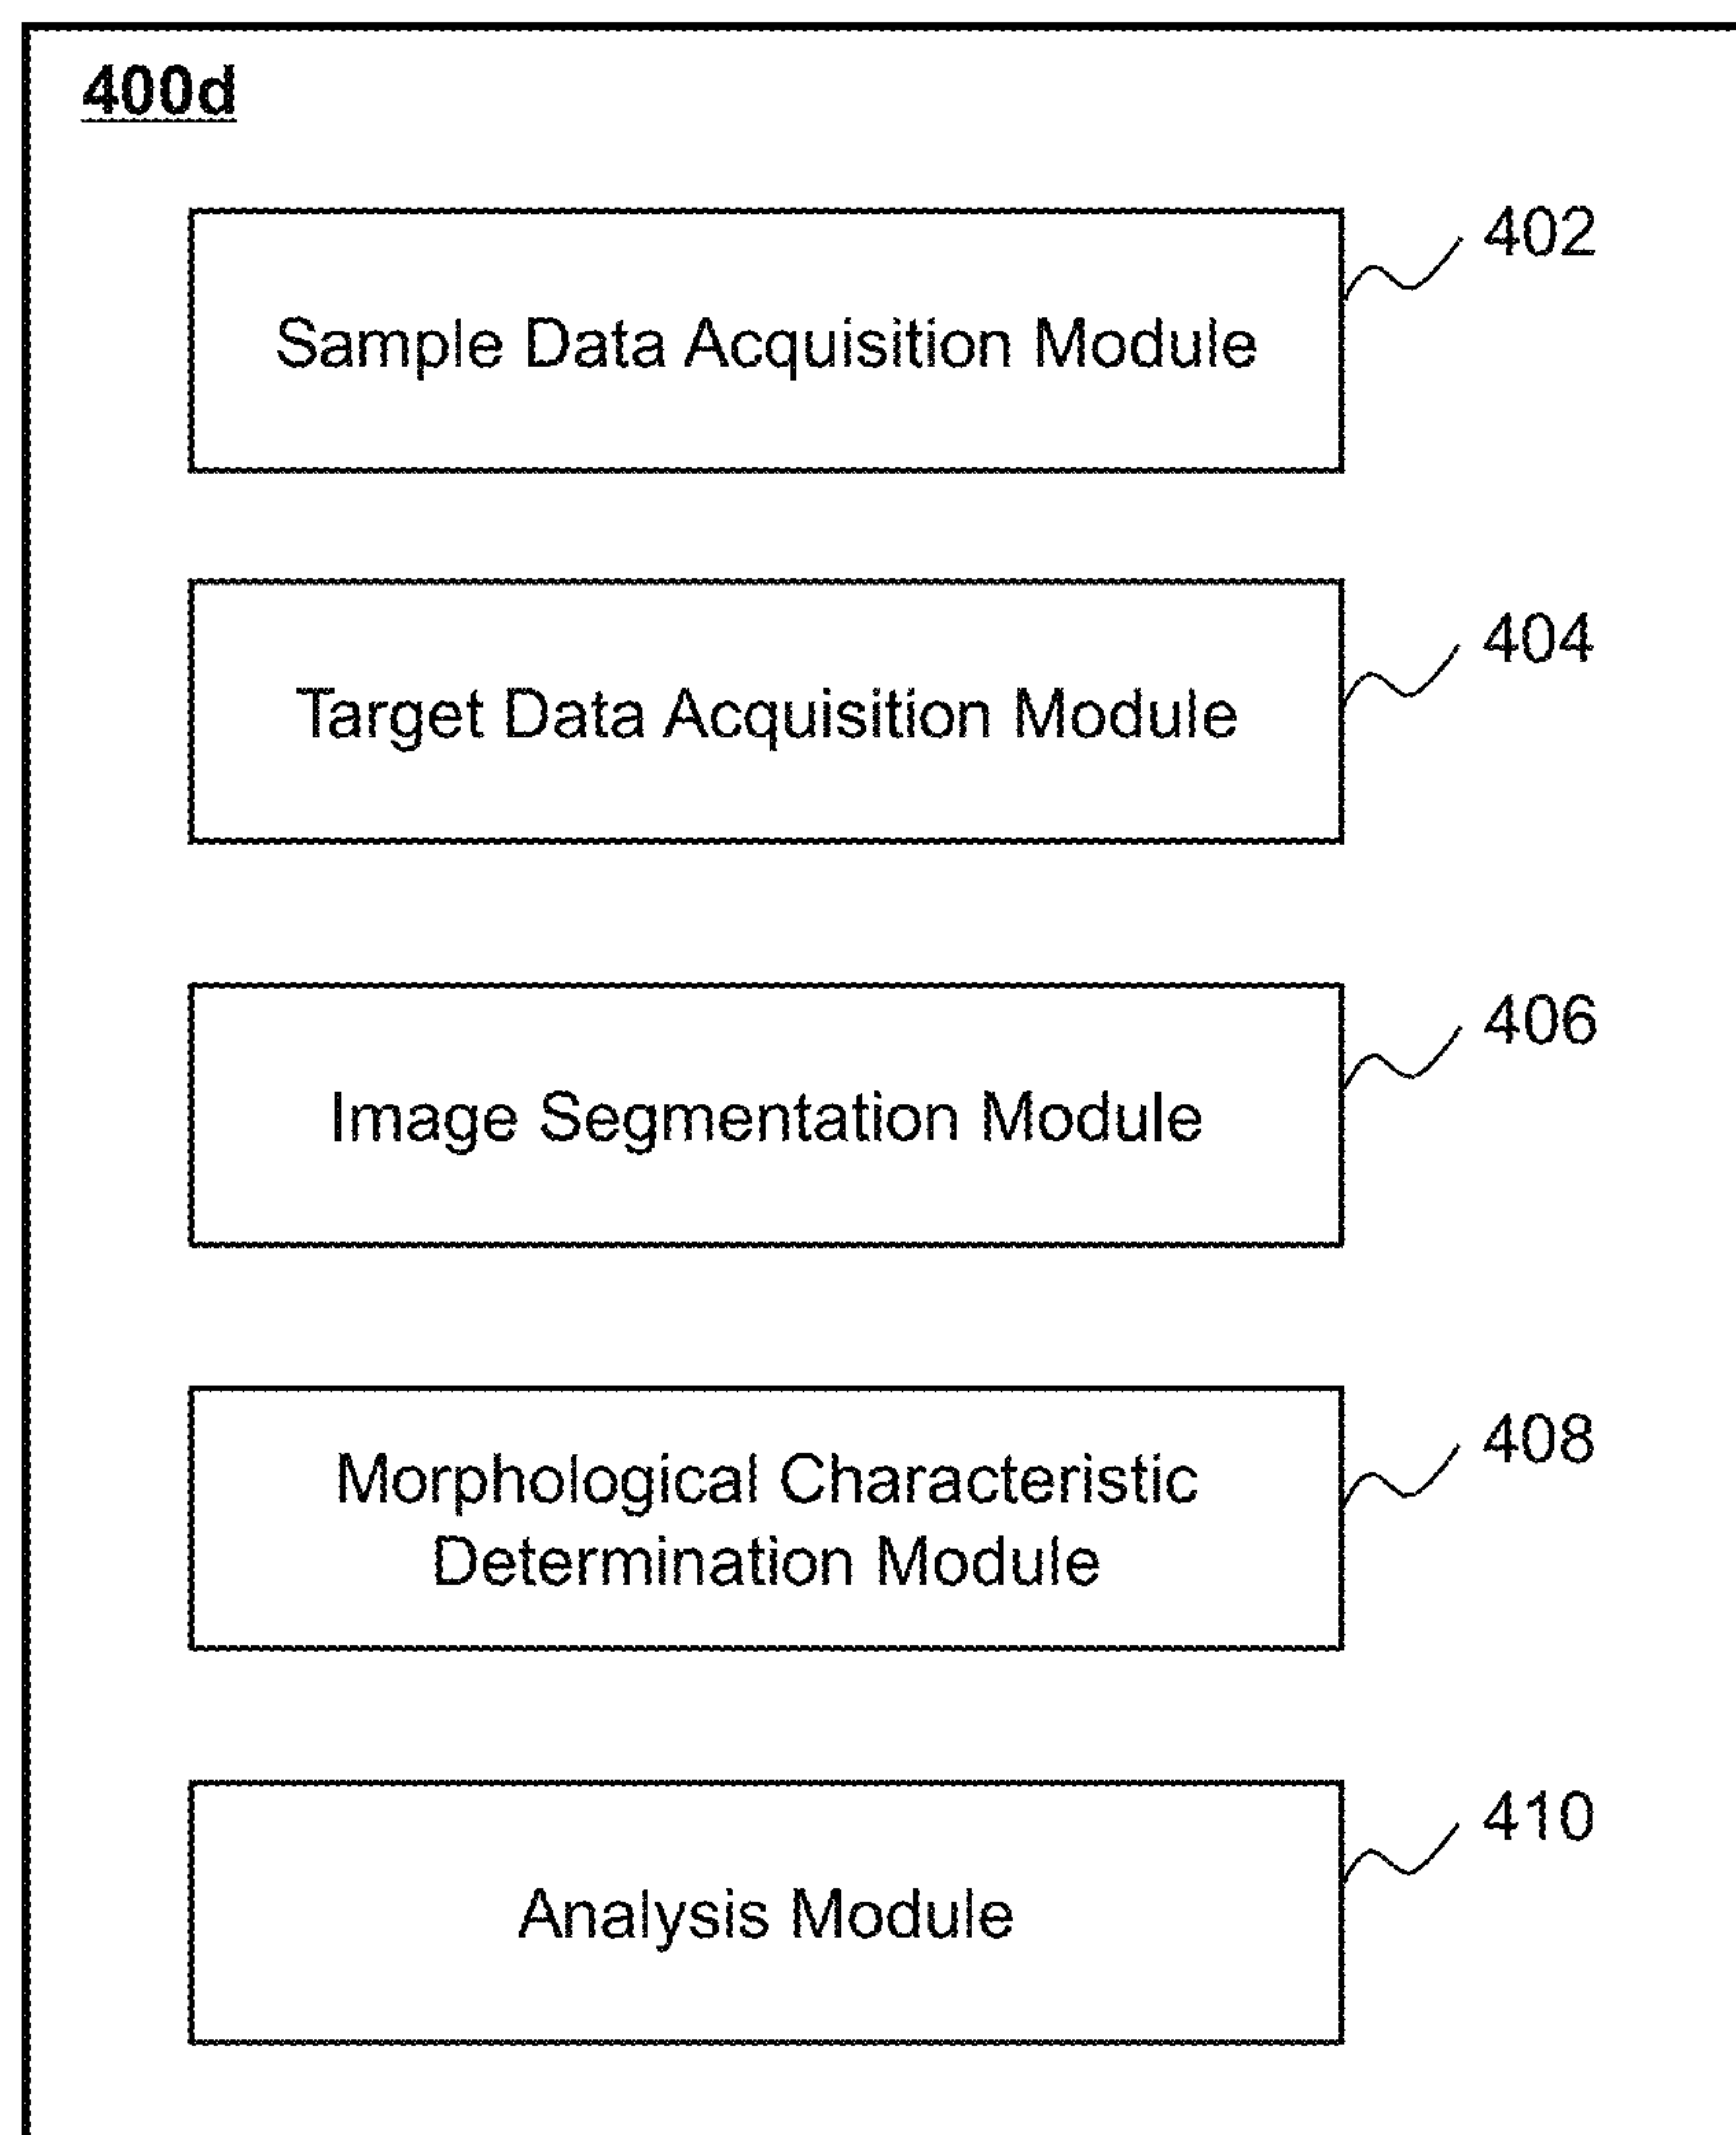 400d
402
Sample Data Acquisition Module
404
Target Data Acquisition Module
406
Image Segmentation Module
408
Morphological Characteristic
Determination Module
410
Analysis Module